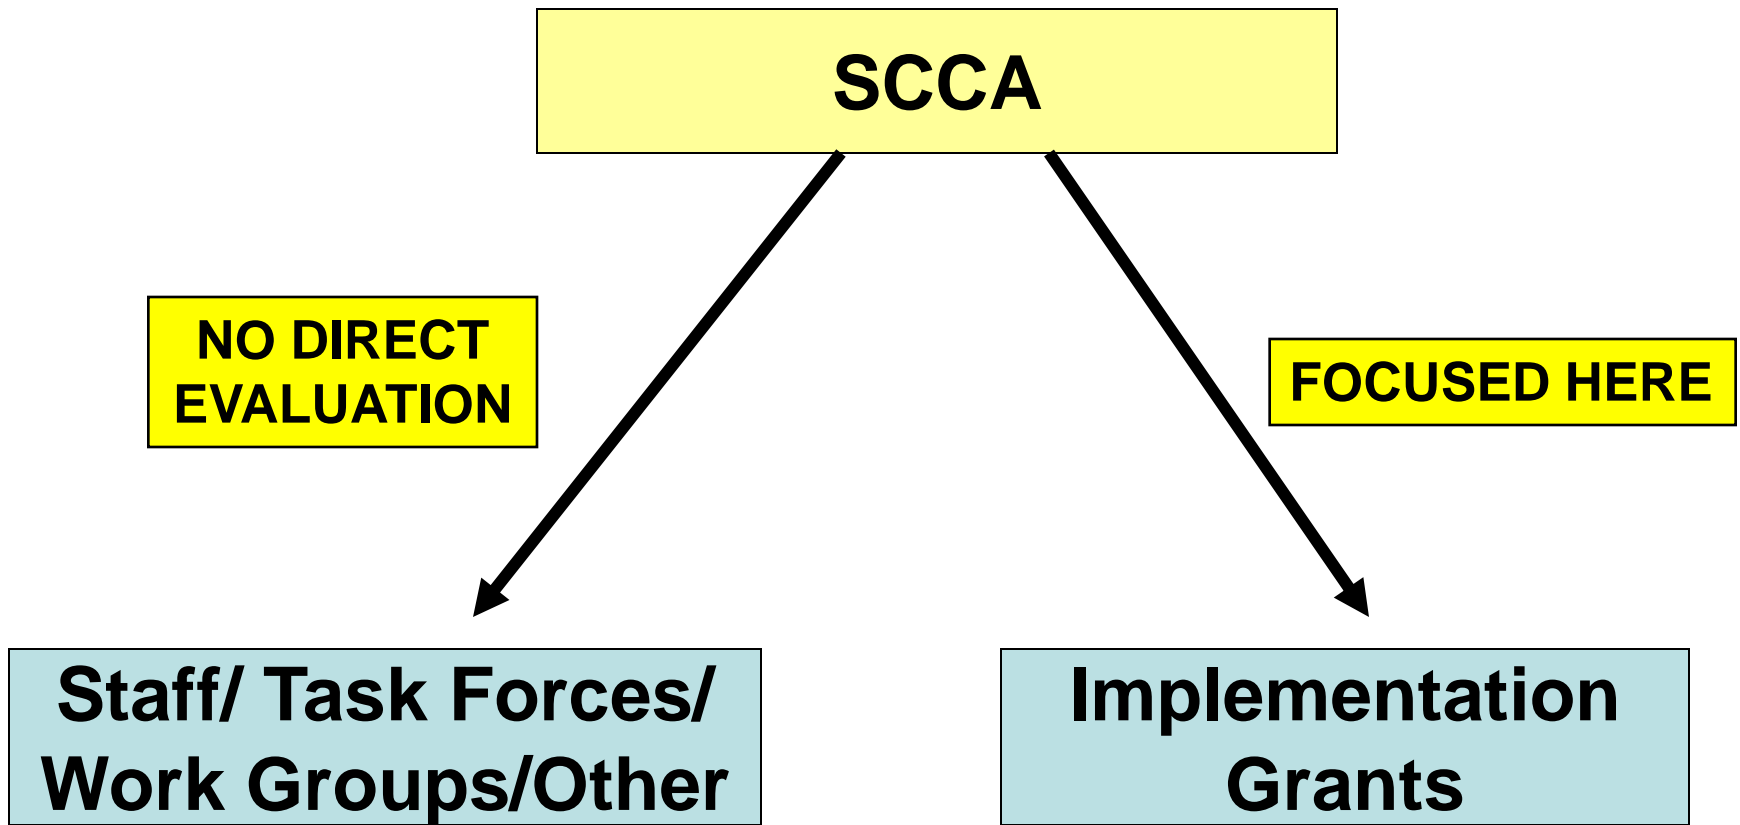 SCCA
NO DIRECT
EVALUATION
FOCUSED HERE
Staff/ Task Forces/
Work Groups/Other
Implementation
Grants